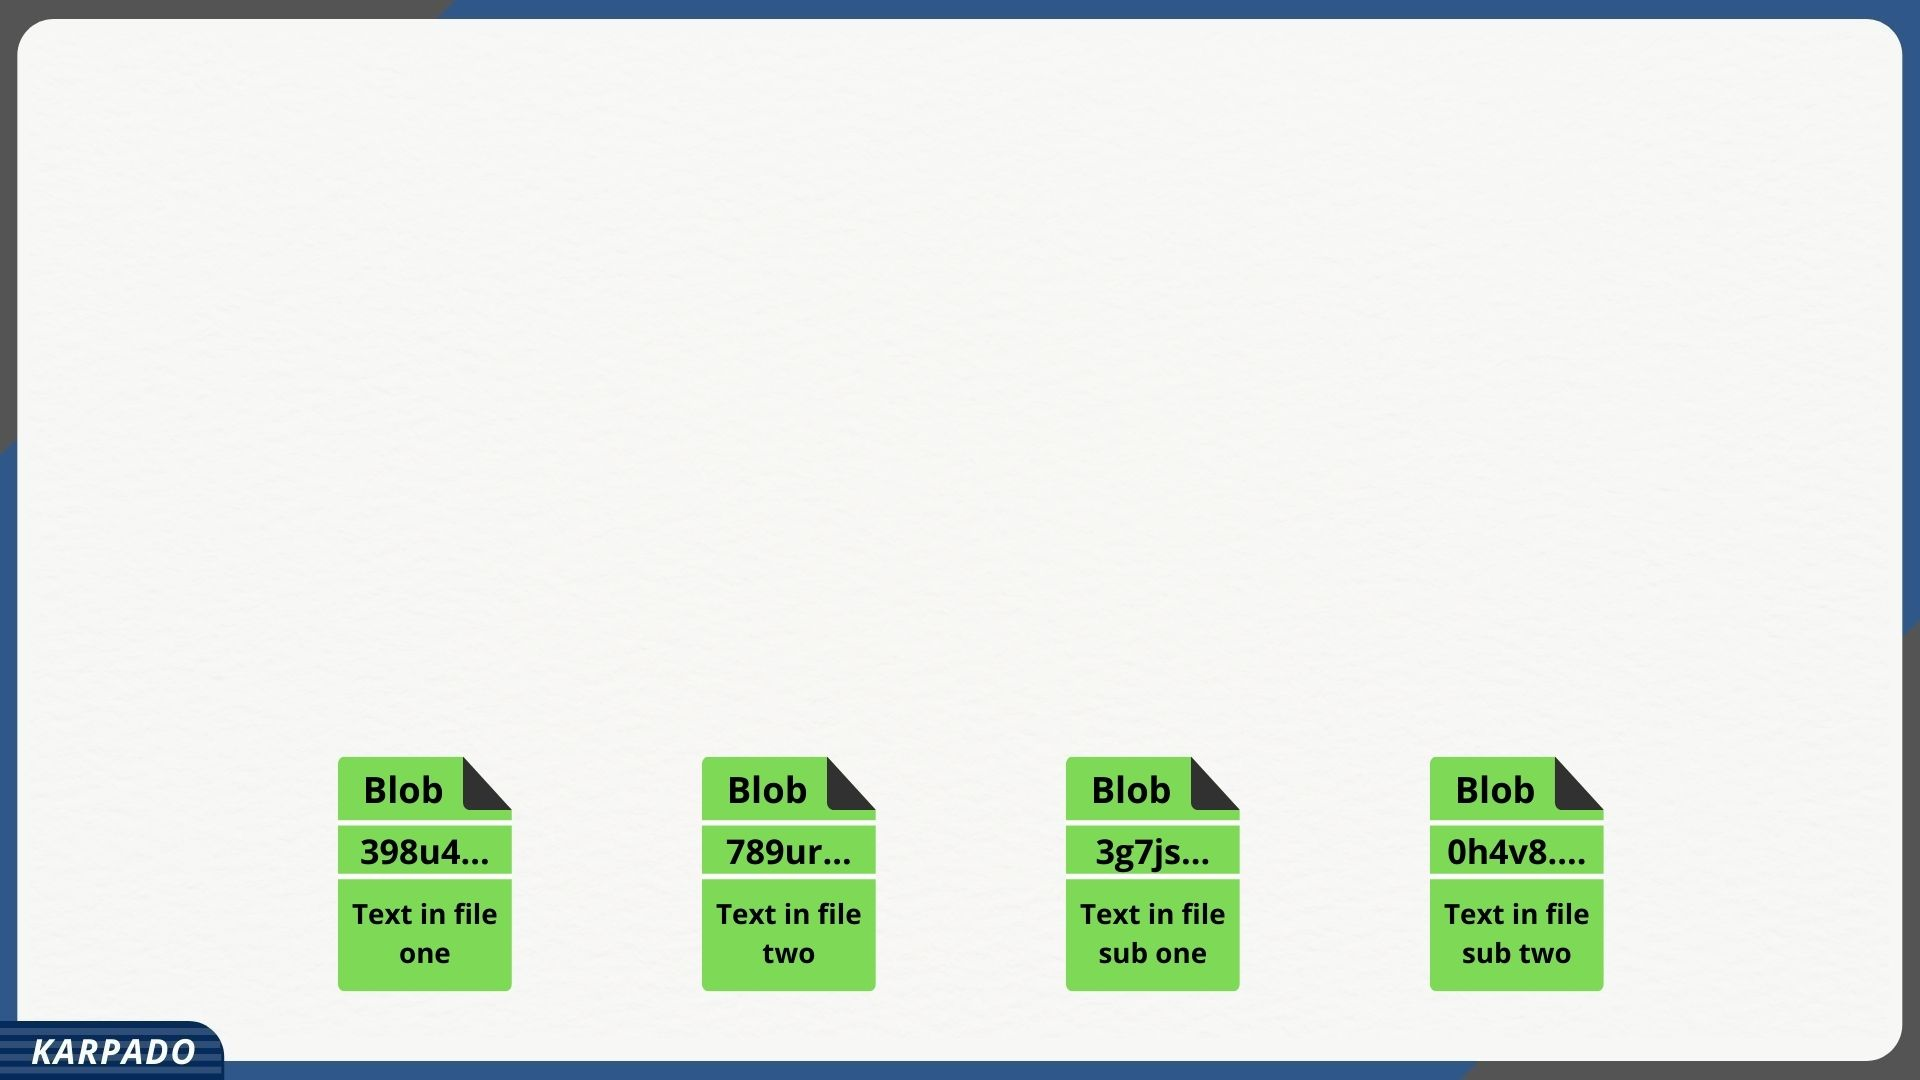 Blob
398u4...
Text in file
one
Blob
789ur...
Text in file
two
Blob
3g7js...
Text in file
sub one
Blob
0h4v8....
Text in file
sub two
KARPADO